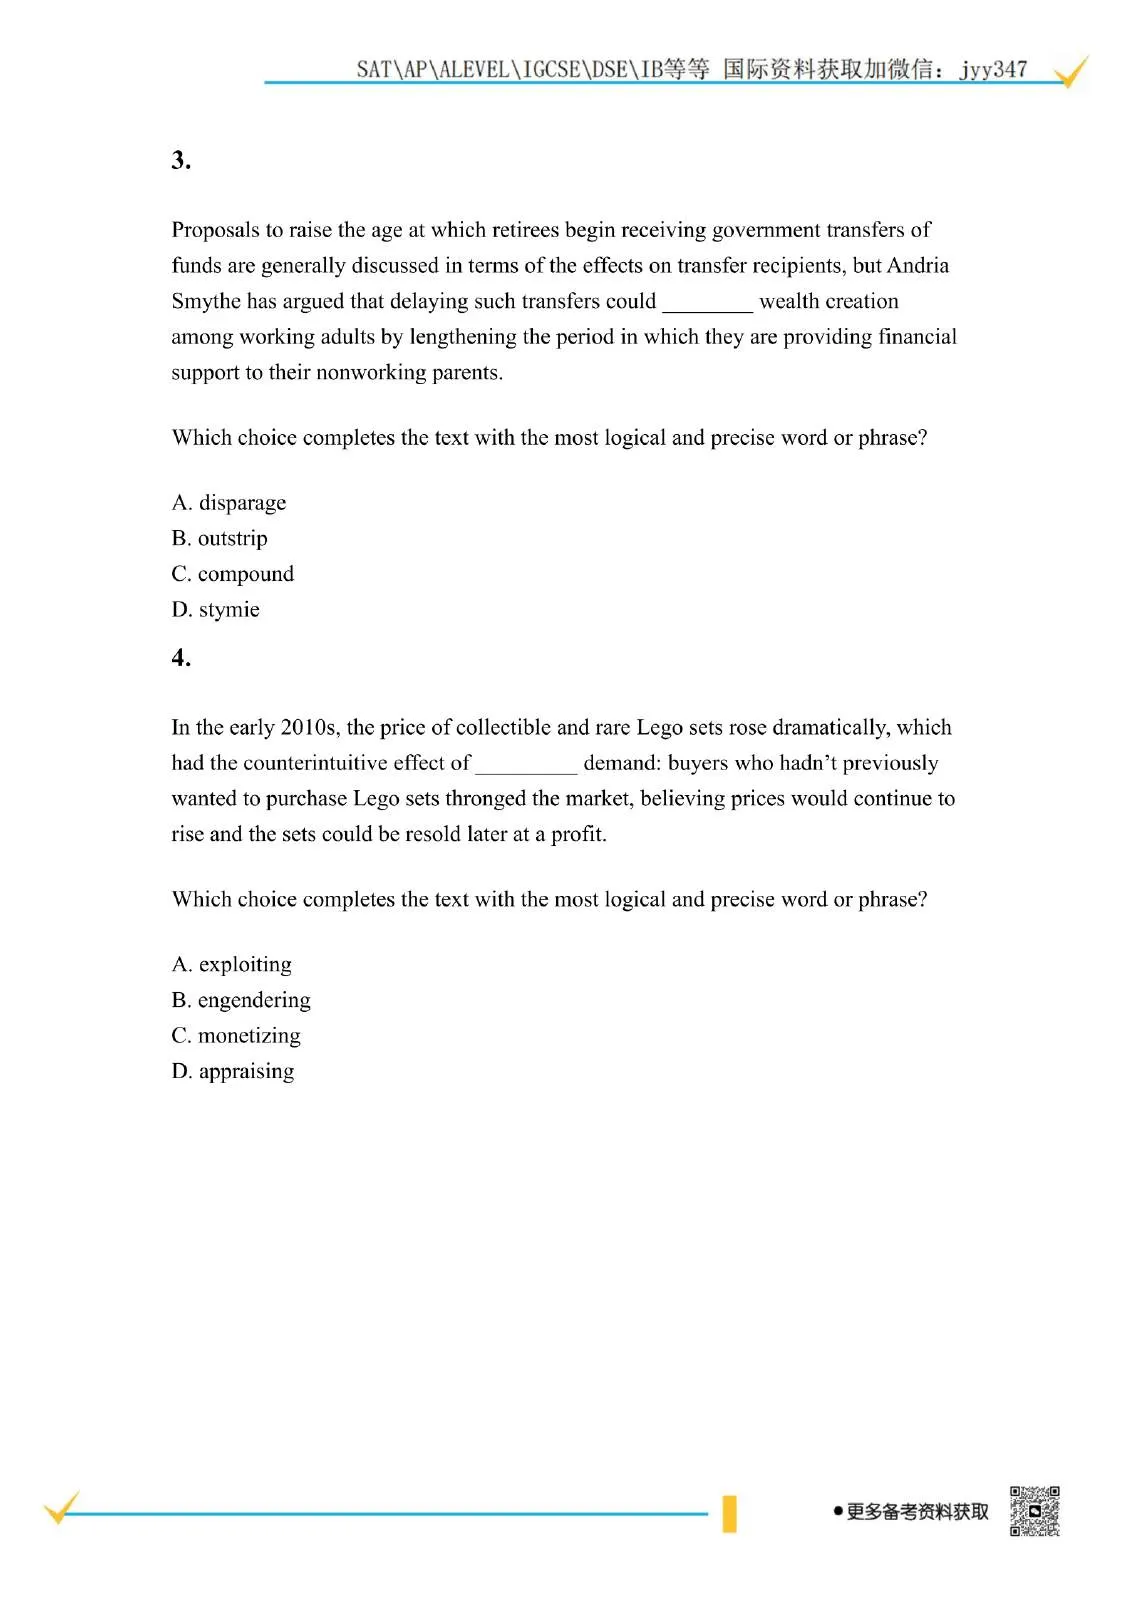 SAT\AP\ALEVEL\IGCSE\DSE\IB等等 国际资料获取加微信：jyy347
3.
Proposals to raise the age at which retirees begin receiving government transfers of
funds are generally discussed in terms of the effects on transfer recipients, but Andria
Smythe has argued that delaying such transfers could ________ wealth creation
among working adults by lengthening the period in which they are providing financial
support to their nonworking parents.
Which choice completes the text with the most logical and precise word or phrase?
A. disparage
B. outstrip
C. compound
D. stymie
4.
In the early 2010s, the price of collectible and rare Lego sets rose dramatically, which
had the counterintuitive effect of _________ demand: buyers who hadn’t previously
wanted to purchase Lego sets thronged the market, believing prices would continue to
rise and the sets could be resold later at a profit.
Which choice completes the text with the most logical and precise word or phrase?
A. exploiting
B. engendering
C. monetizing
D. appraising
●更多备考资料获取